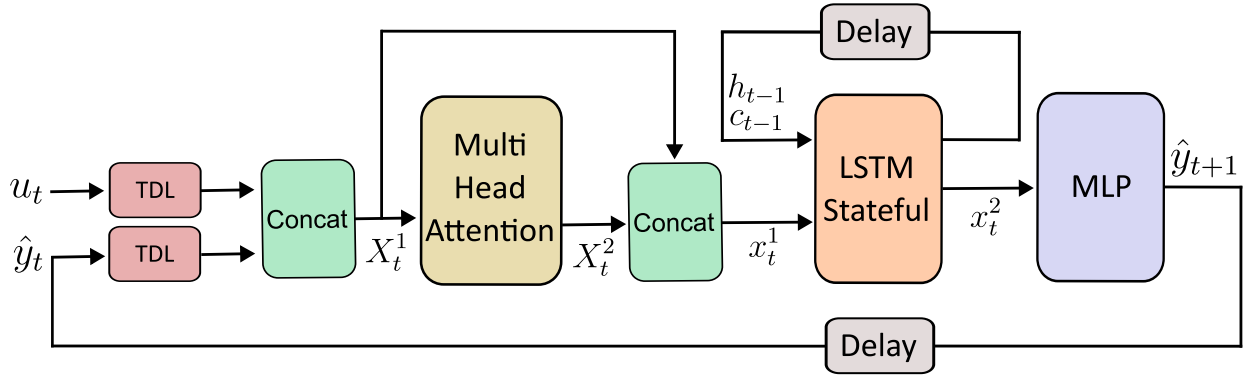 Delay
h_{t-1}
c_{t-1}
u_t
TDL
Concat
X_t^1
Multi
Head
Attention
X_t^2
Concat
x_t^1
LSTM
Stateful
x_t^2
MLP
ŷ_{t+1}
ŷ_t
TDL
Delay